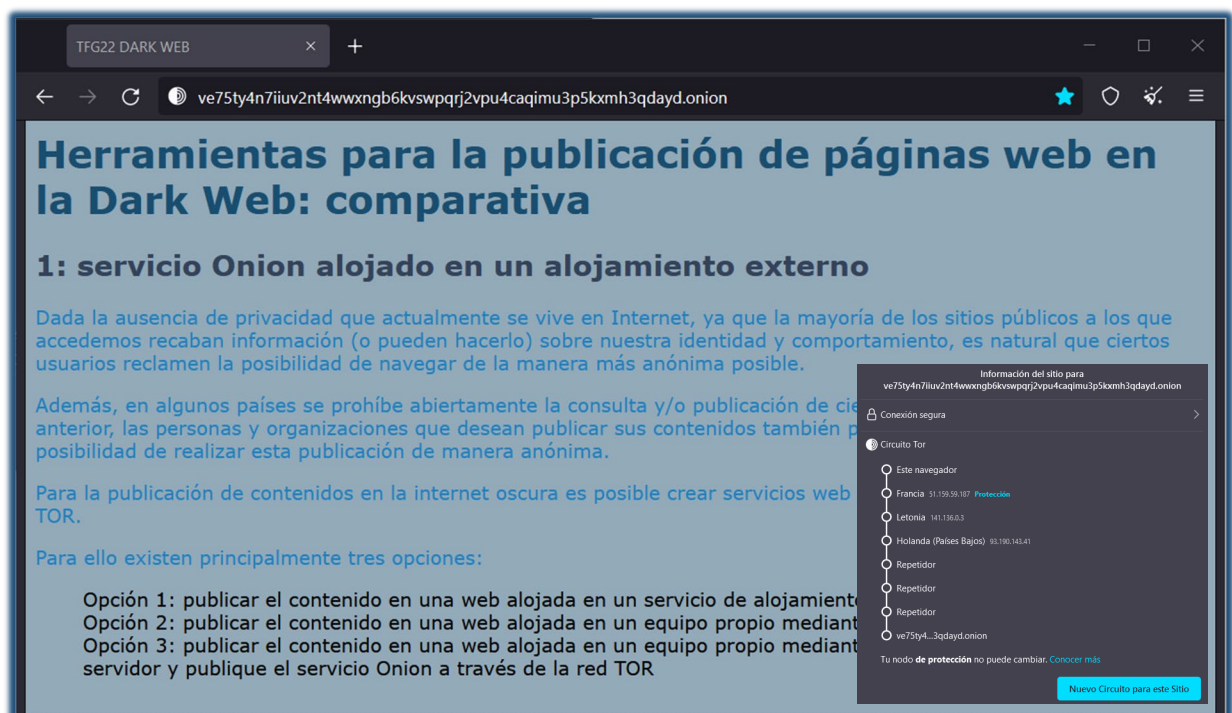 TFG22 DARK WEB
ve75ty4n7iiuv2nt4wwxngb6kvswpqrj2vpu4caqimu3p5kxmh3qdayd.onion
Herramientas para la publicación de páginas web en
la Dark Web: comparativa
1: servicio Onion alojado en un alojamiento externo
Dada la ausencia de privacidad que actualmente se vive en Internet, ya que la mayoría de los sitios públicos a los que
accedemos recaban información (o pueden hacerlo) sobre nuestra identidad y comportamiento, es natural que ciertos
usuarios reclamen la posibilidad de navegar de la manera más anónima posible.
Además, en algunos países se prohíbe abiertamente la consulta y/o publicación de cie
anterior, las personas y organizaciones que desean publicar sus contenidos también p
posibilidad de realizar esta publicación de manera anónima.
Para la publicación de contenidos en la internet oscura es posible crear servicios web
TOR.
Para ello existen principalmente tres opciones:
Opción 1: publicar el contenido en una web alojada en un servicio de alojamiento
Opción 2: publicar el contenido en una web alojada en un equipo propio mediant
Opción 3: publicar el contenido en una web alojada en un equipo propio mediant
servidor y publique el servicio Onion a través de la red TOR
Información del sitio para
ve75ty4n7iiuv2nt4wwxngb6kvswpqrj2vpu4caqimu3p5kxmh3qdayd.onion
Conexión segura
Circuito Tor
Este navegador
Francia 51.159.59.187 Protección
Letonia 141.136.0.3
Holanda (Países Bajos) 93.190.143.41
Repetidor
Repetidor
Repetidor
ve75ty4...3qdayd.onion
Tu nodo de protección no puede cambiar. Conocer más
Nuevo Circuito para este Sitio